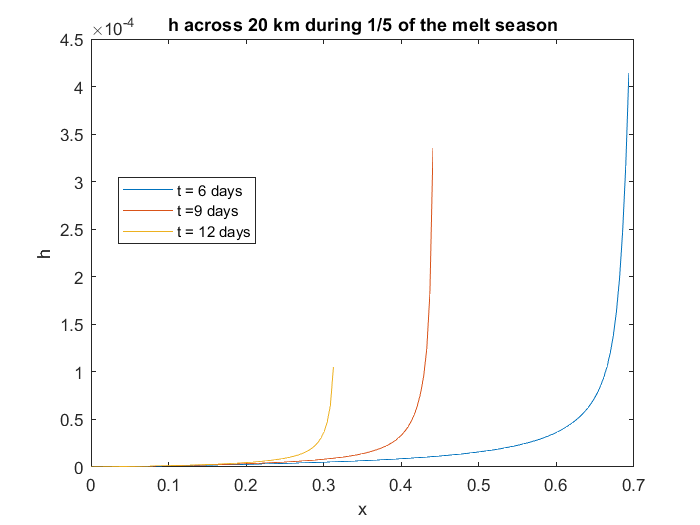 h across 20 km during 1/5 of the melt season
×10⁻⁴
4.5
4
3.5
3
2.5
2
1.5
1
0.5
0
h
t = 6 days
t =9 days
t = 12 days
0 0.1 0.2 0.3 0.4 0.5 0.6 0.7
x